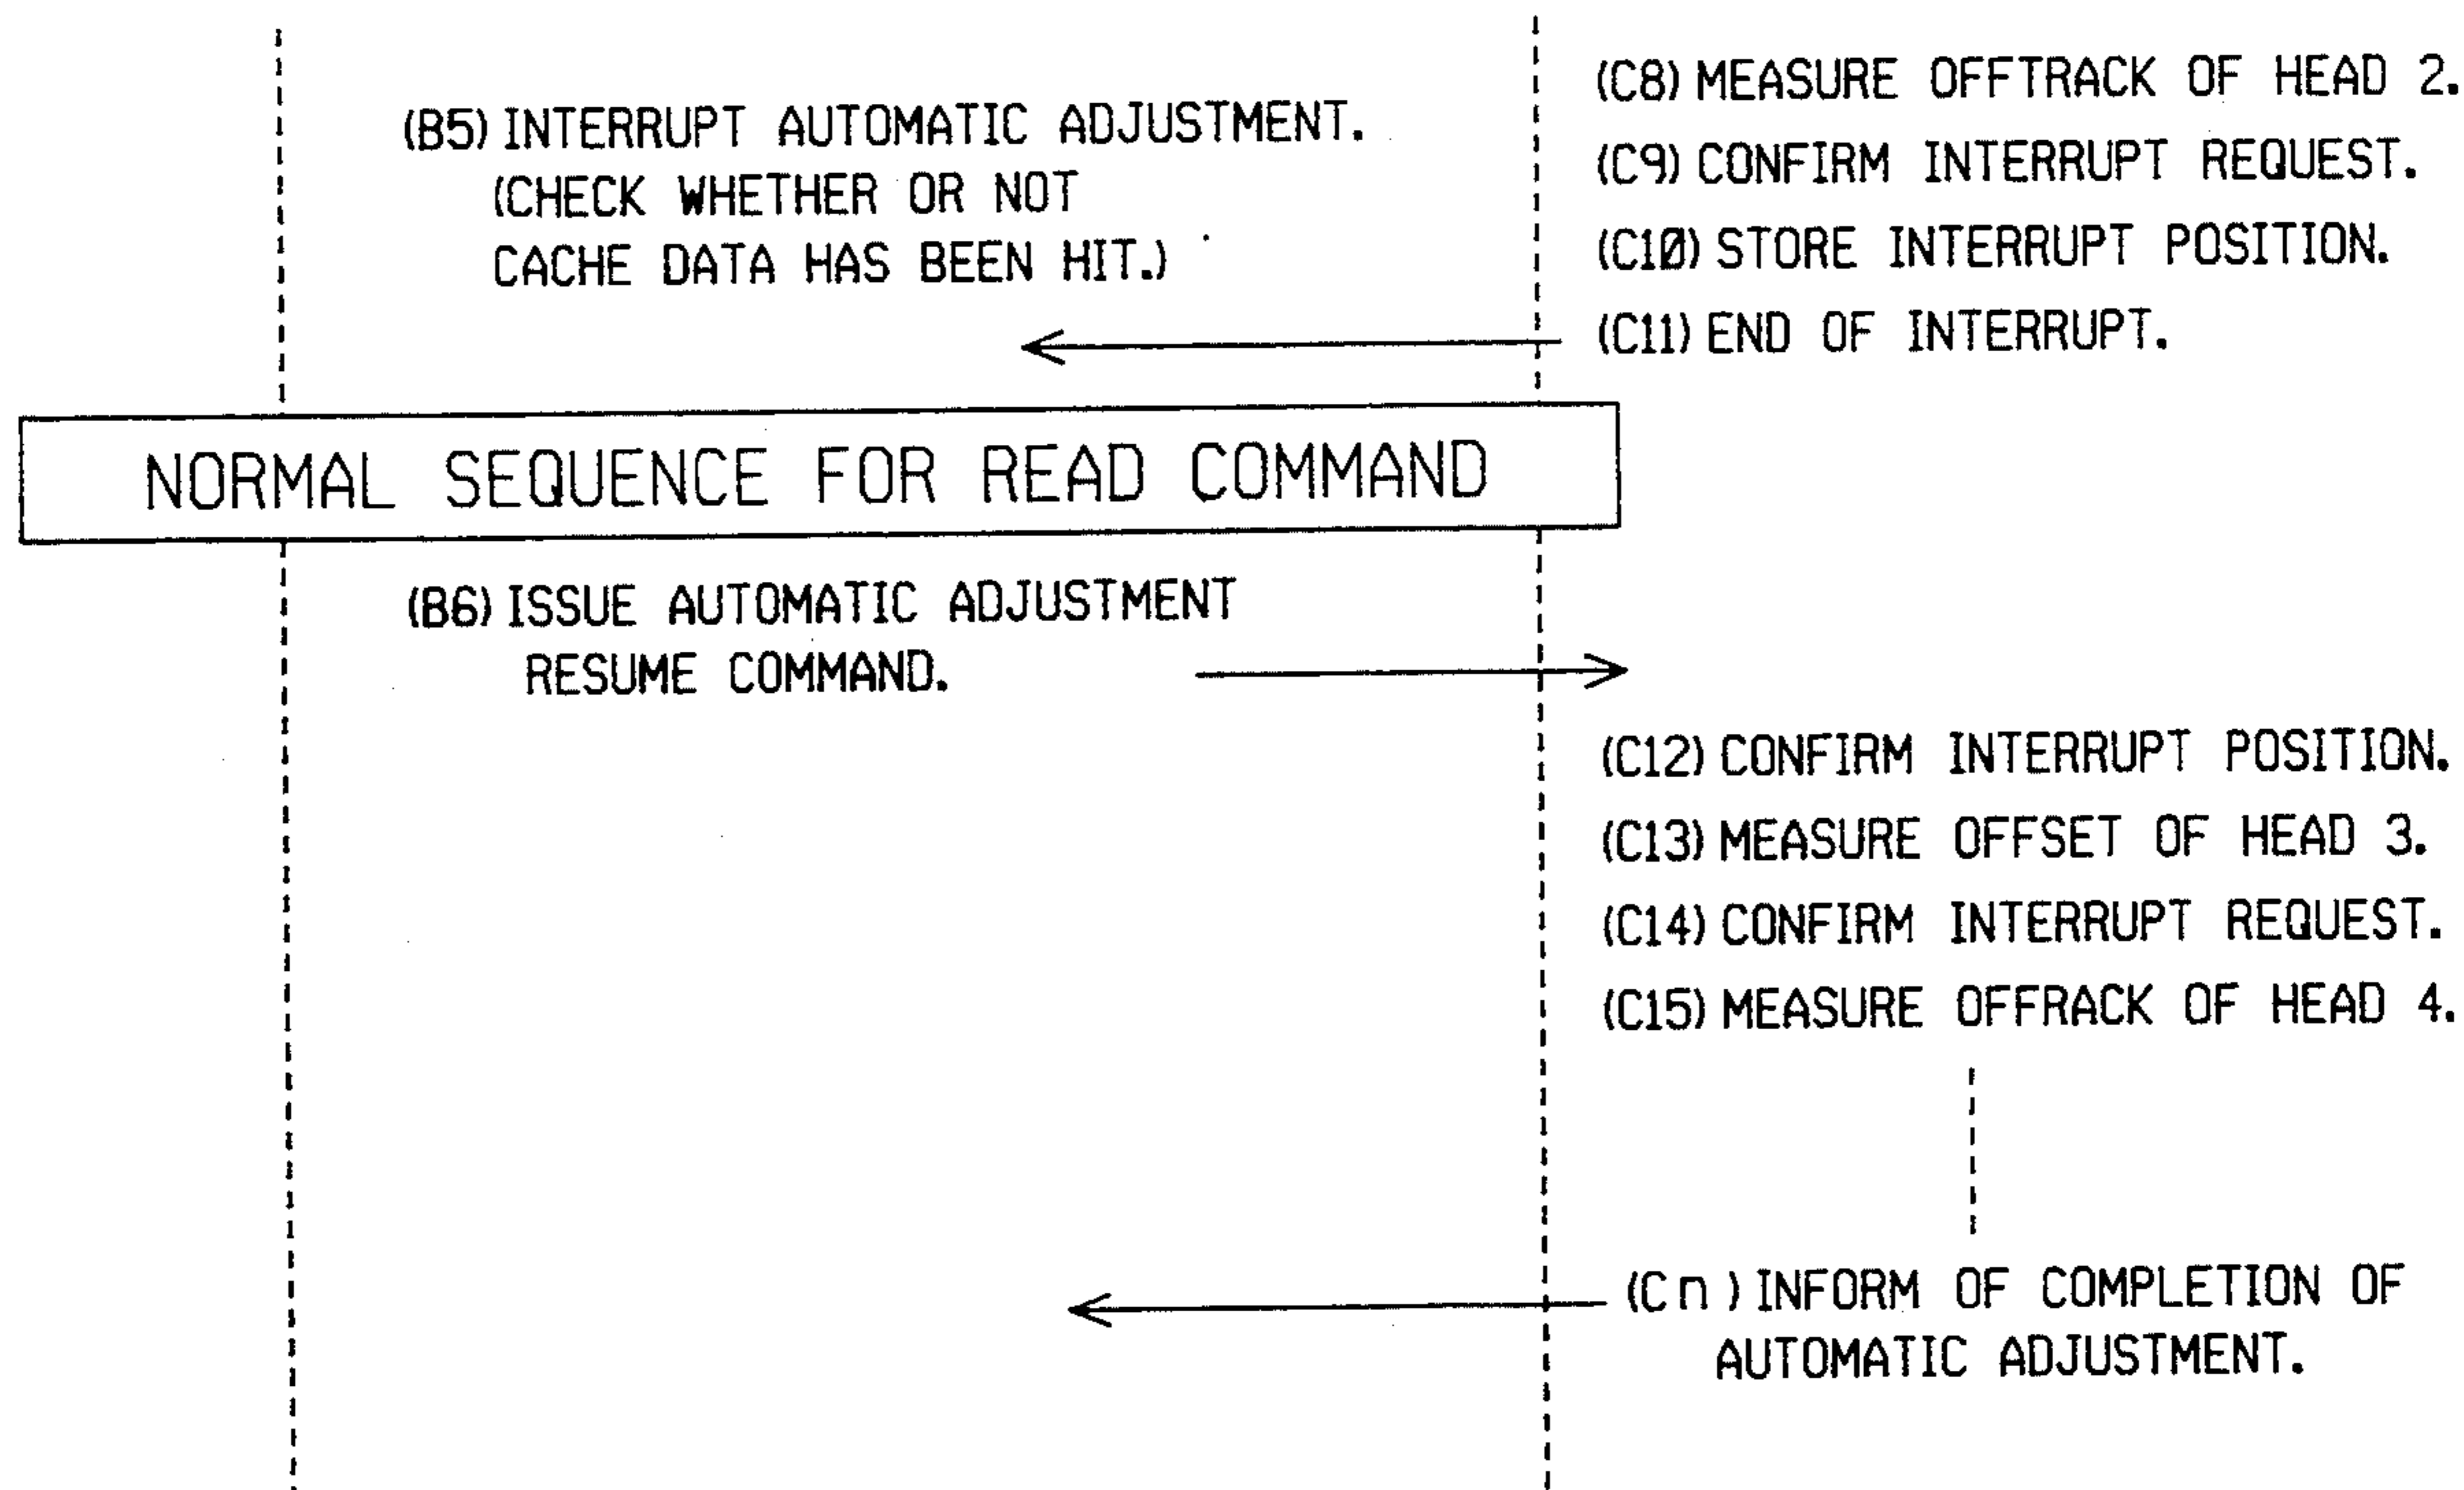 (C8) MEASURE OFFTRACK OF HEAD 2.
(B5) INTERRUPT AUTOMATIC ADJUSTMENT.
(CHECK WHETHER OR NOT
CACHE DATA HAS BEEN HIT.)
(C9) CONFIRM INTERRUPT REQUEST.
(C1Ø) STORE INTERRUPT POSITION.
(C11) END OF INTERRUPT.
NORMAL SEQUENCE FOR READ COMMAND
(B6) ISSUE AUTOMATIC ADJUSTMENT
RESUME COMMAND.
(C12) CONFIRM INTERRUPT POSITION.
(C13) MEASURE OFFSET OF HEAD 3.
(C14) CONFIRM INTERRUPT REQUEST.
(C15) MEASURE OFFRACK OF HEAD 4.
(Cn) INFORM OF COMPLETION OF
AUTOMATIC ADJUSTMENT.